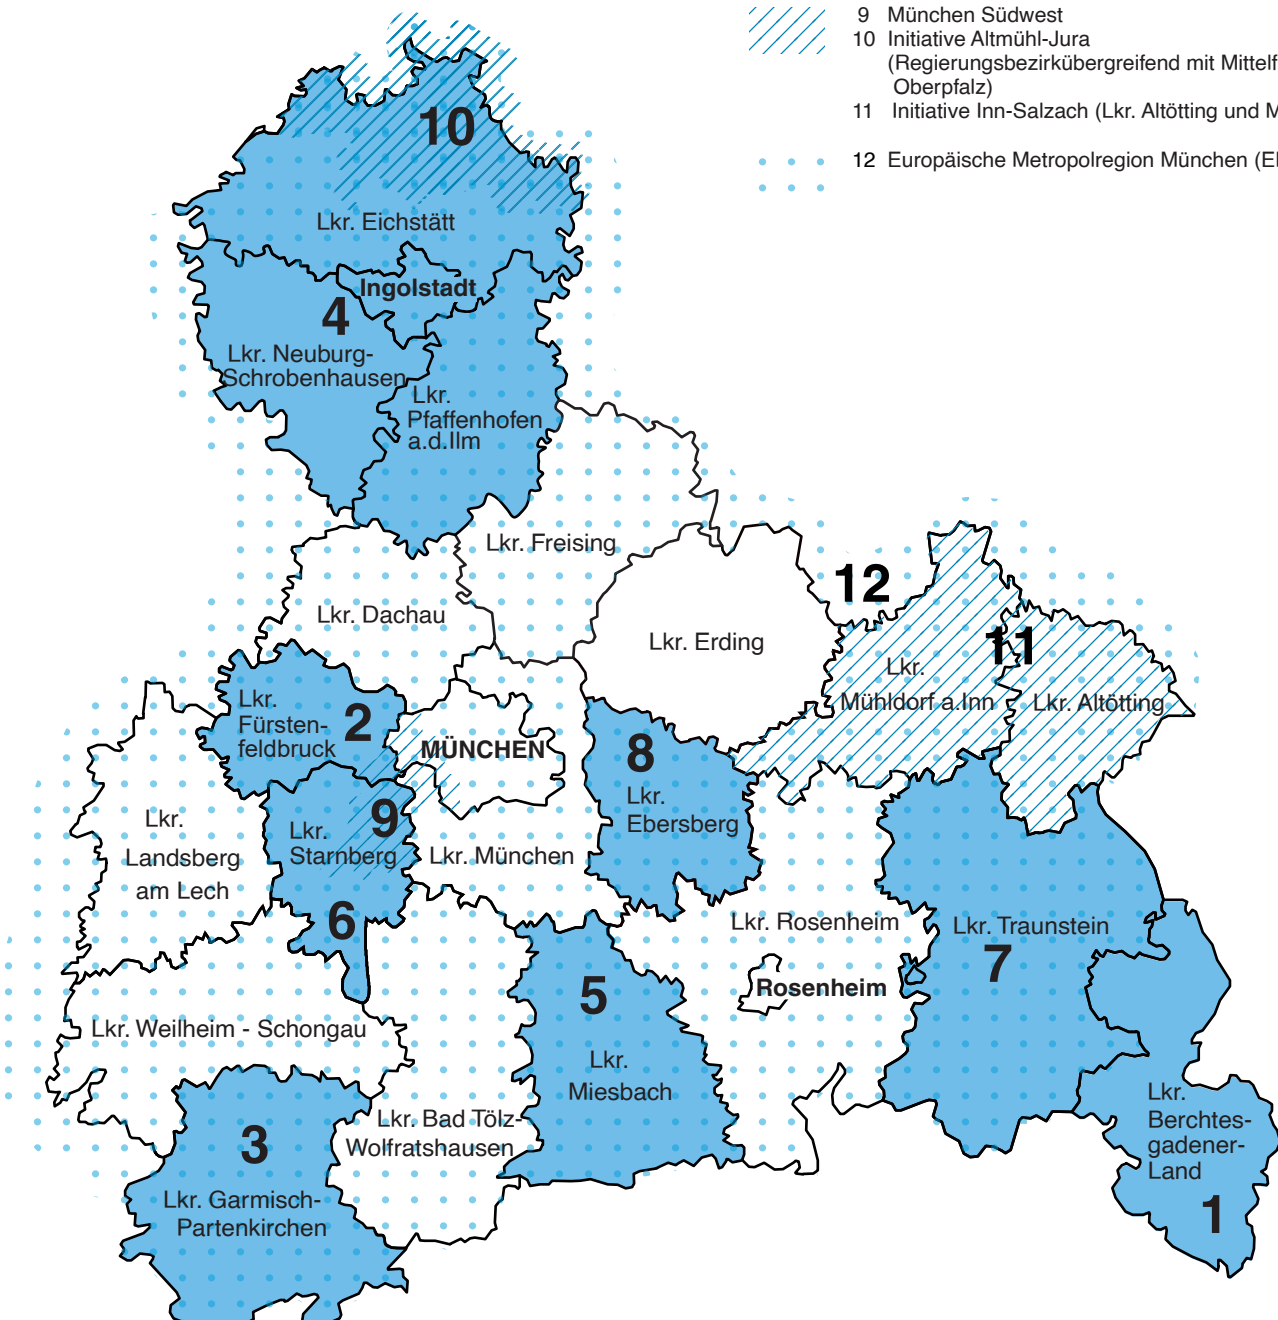 9 München Südwest
10 Initiative Altmühl-Jura
(Regierungsbezirkübergreifend mit
Oberpfalz)
11 Initiative Inn-Salzach (Lkr. Altötting und
12 Europäische Metropolregion München
10
Lkr. Eichstätt
Ingolstadt
4
Lkr. Neuburg-
Schrobenhausen
Lkr.
Pfaffenhofen
a.d.Ilm
Lkr. Freising
12
Lkr. Dachau
Lkr. Erding
11
Lkr.
Mühldorf a.Inn
Lkr. Altötting
Lkr.
Fürsten-
feldbruck
2
MÜNCHEN
8
Lkr.
Ebersberg
Lkr.
Landsberg
am Lech
9
Lkr.
Starnberg
Lkr. München
6
Lkr. Rosenheim
Lkr. Traunstein
7
5
Rosenheim
Lkr. Weilheim - Schongau
Lkr.
Miesbach
Lkr.
Berchtes-
gadener-
Land
1
Lkr. Bad Tölz-
Wolfratshausen
3
Lkr. Garmisch-
Partenkirchen